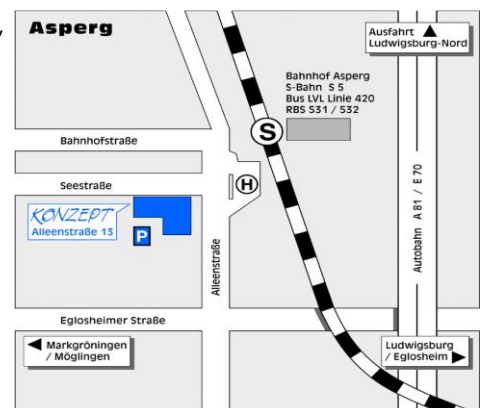 Asperg
Ausfahrt
Ludwigsburg-Nord
Bahnhof Asperg
S-Bahn S 5
Bus LVL Linie 420
RBS 531 / 532
S
Bahnhofstraße
Seestraße
H
KONZEPT
Alleenstraße 13
P
Alleenstraße
Autobahn A 81 / E 70
Eglosheimer Straße
Markgröningen
/ Möglingen
Ludwigsburg
/ Eglosheim